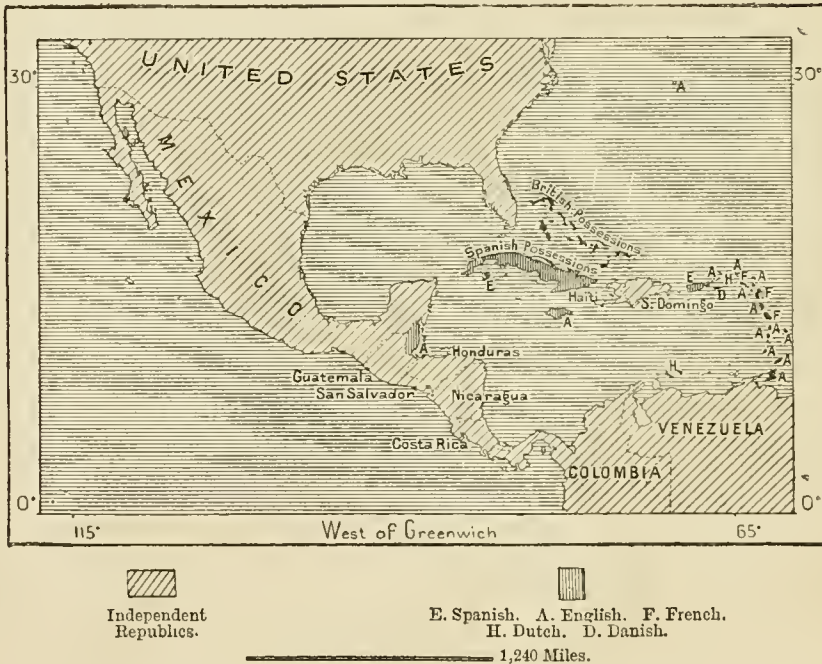 30°
30°
UNITED STATES
A
MEXICO
British Possessions
Spanish Possessions
E
Haiti
S. Domingo
E
A
H
A
F
A
D
A
F
A
F
A
A
A
A
A
A
A
A
Honduras
H
Guatemala
San Salvador
Nicaragua
Costa Rica
VENEZUELA
COLOMBIA
0°
0°
115°
West of Greenwich
65°
Independent
Republics.
E. Spanish. A. English. F. French.
H. Dutch. D. Danish.
1,240 Miles.